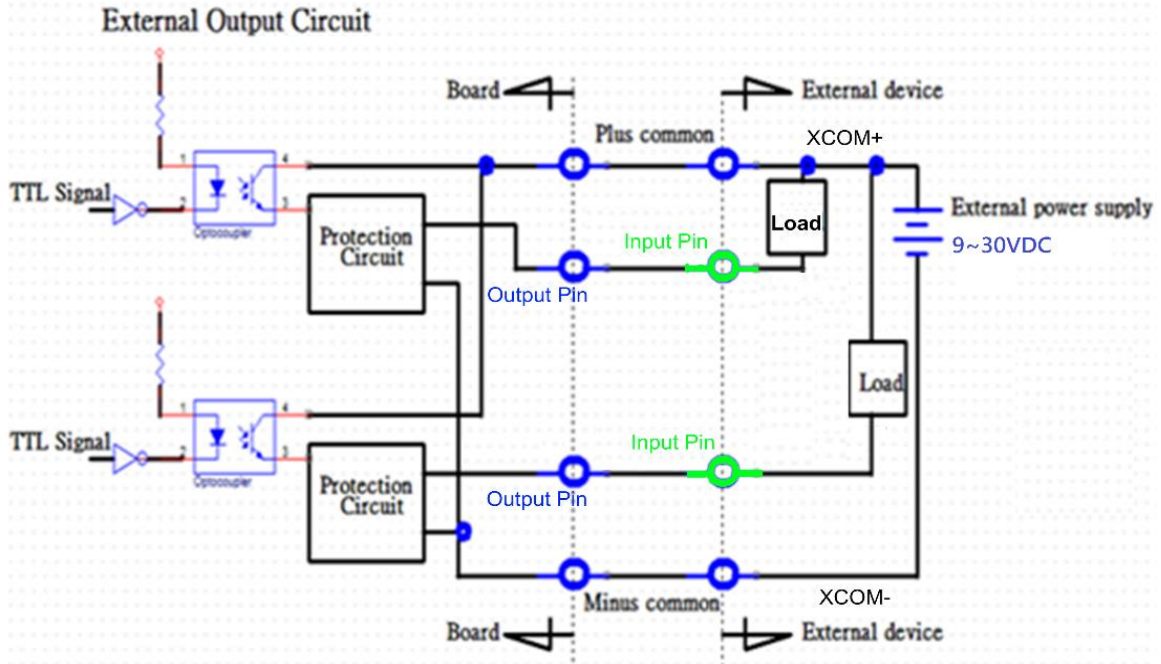 External Output Circuit
Board
External device
Plus common
XCOM+
1
4
TTL Signal
2
3
Optocoupler
Protection
Circuit
Input Pin
Load
External power supply
9~30VDC
Output Pin
1
4
Load
TTL Signal
2
3
Optocoupler
Protection
Circuit
Input Pin
Output Pin
Minus common
XCOM-
Board
External device